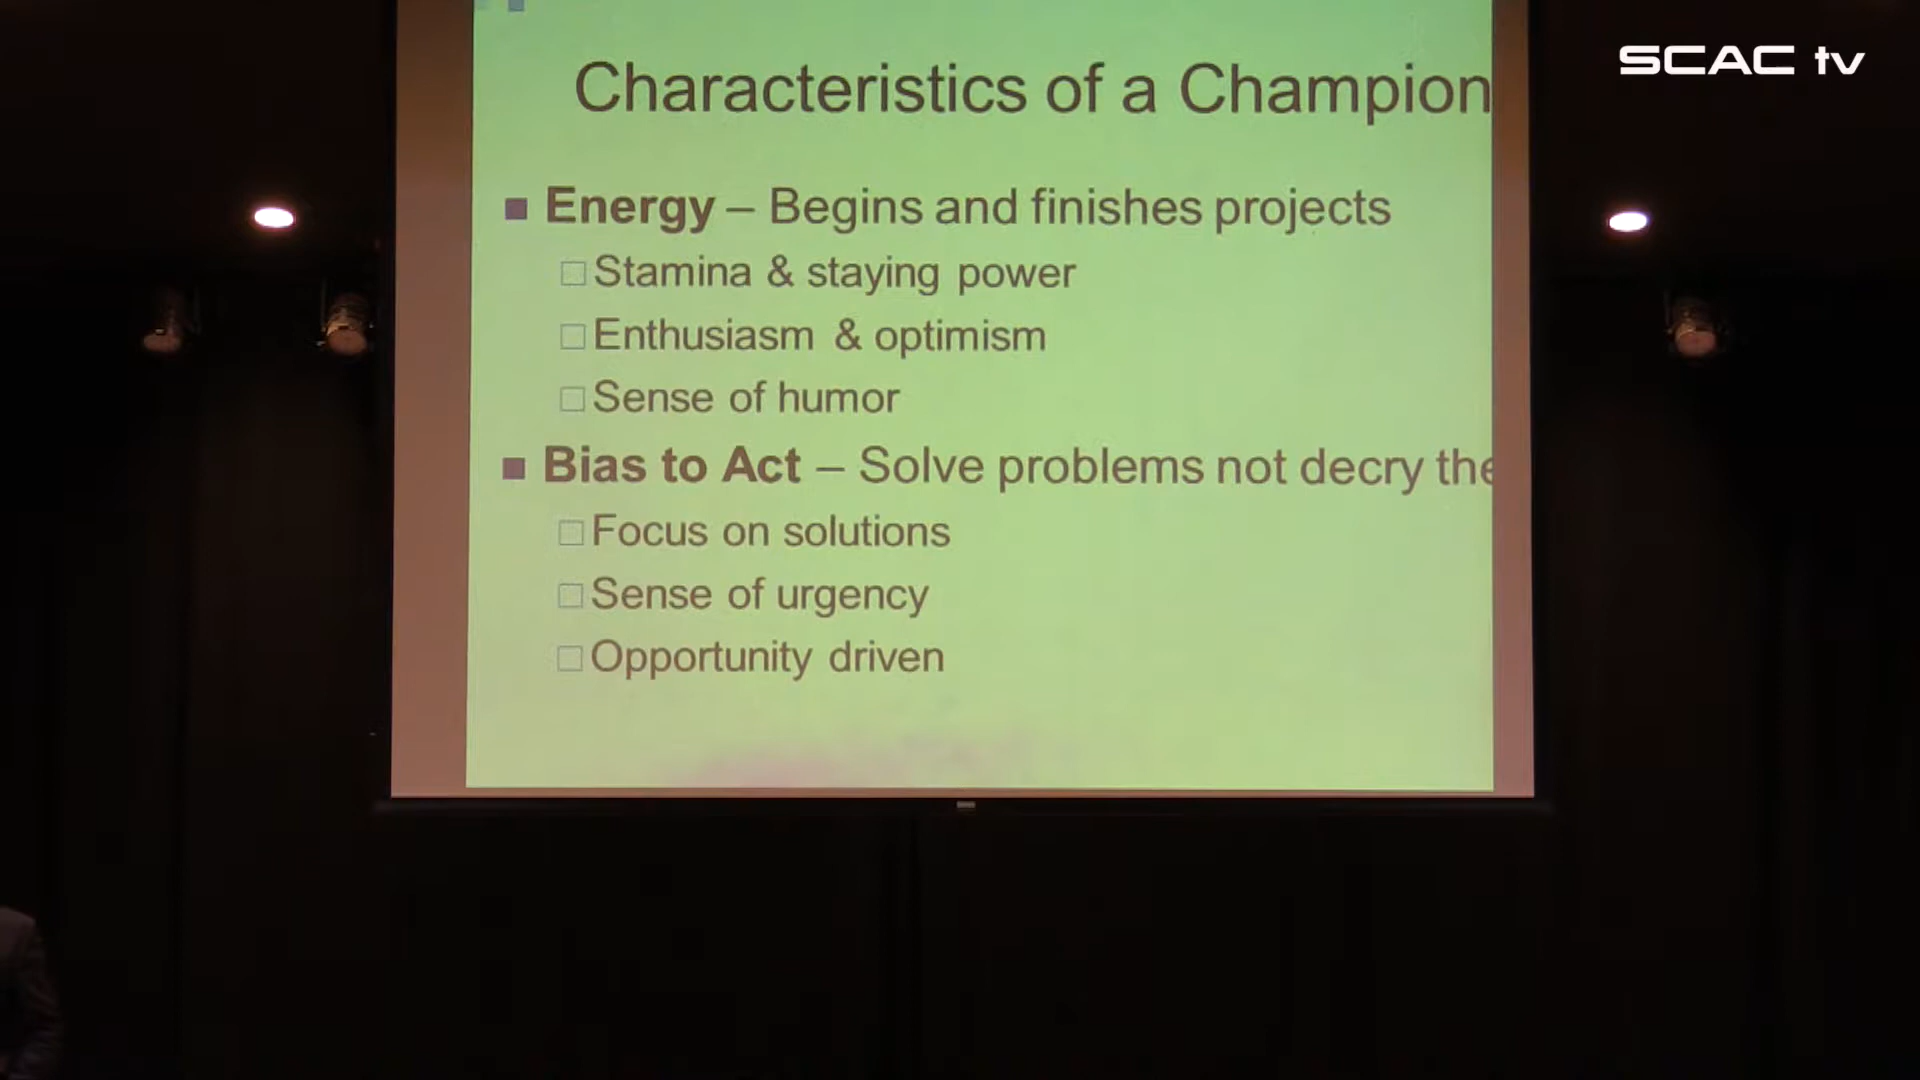 SCAC tv
Characteristics of a Champion
Energy – Begins and finishes projects
Stamina & staying power
Enthusiasm & optimism
Sense of humor
Bias to Act – Solve problems not decry the
Focus on solutions
Sense of urgency
Opportunity driven